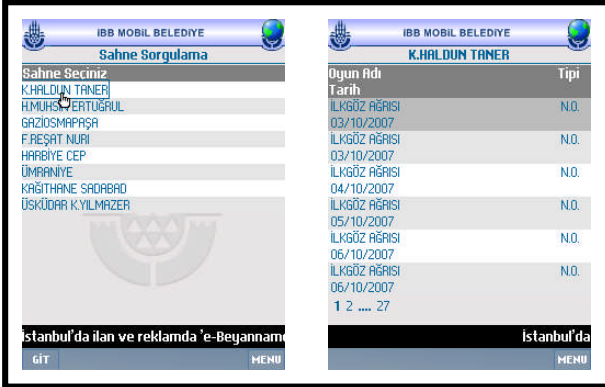 İBB MOBİL BELEDİYE
Sahne Sorgulama
Sahne Seçiniz
K.HALDUN TANER
H.MUHSİN ERTUĞRUL
GAZİOSMAPAŞA
F.REŞAT NURİ
HARBİYE CEP
ÜMRANİYE
KAĞITHANE SADABAD
ÜSKÜDAR K.YILMAZER
İstanbul'da ilan ve reklamda 'e-Beyannam
GİT MENU
İBB MOBİL BELEDİYE
K.HALDUN TANER
Oyun Adı Tipi
Tarih
İLKGÖZ AĞRISI N.O.
03/10/2007
İLKGÖZ AĞRISI N.O.
03/10/2007
İLKGÖZ AĞRISI N.O.
04/10/2007
İLKGÖZ AĞRISI N.O.
05/10/2007
İLKGÖZ AĞRISI N.O.
06/10/2007
İLKGÖZ AĞRISI N.O.
06/10/2007
1 2 .... 27
İstanbul'da
MENU